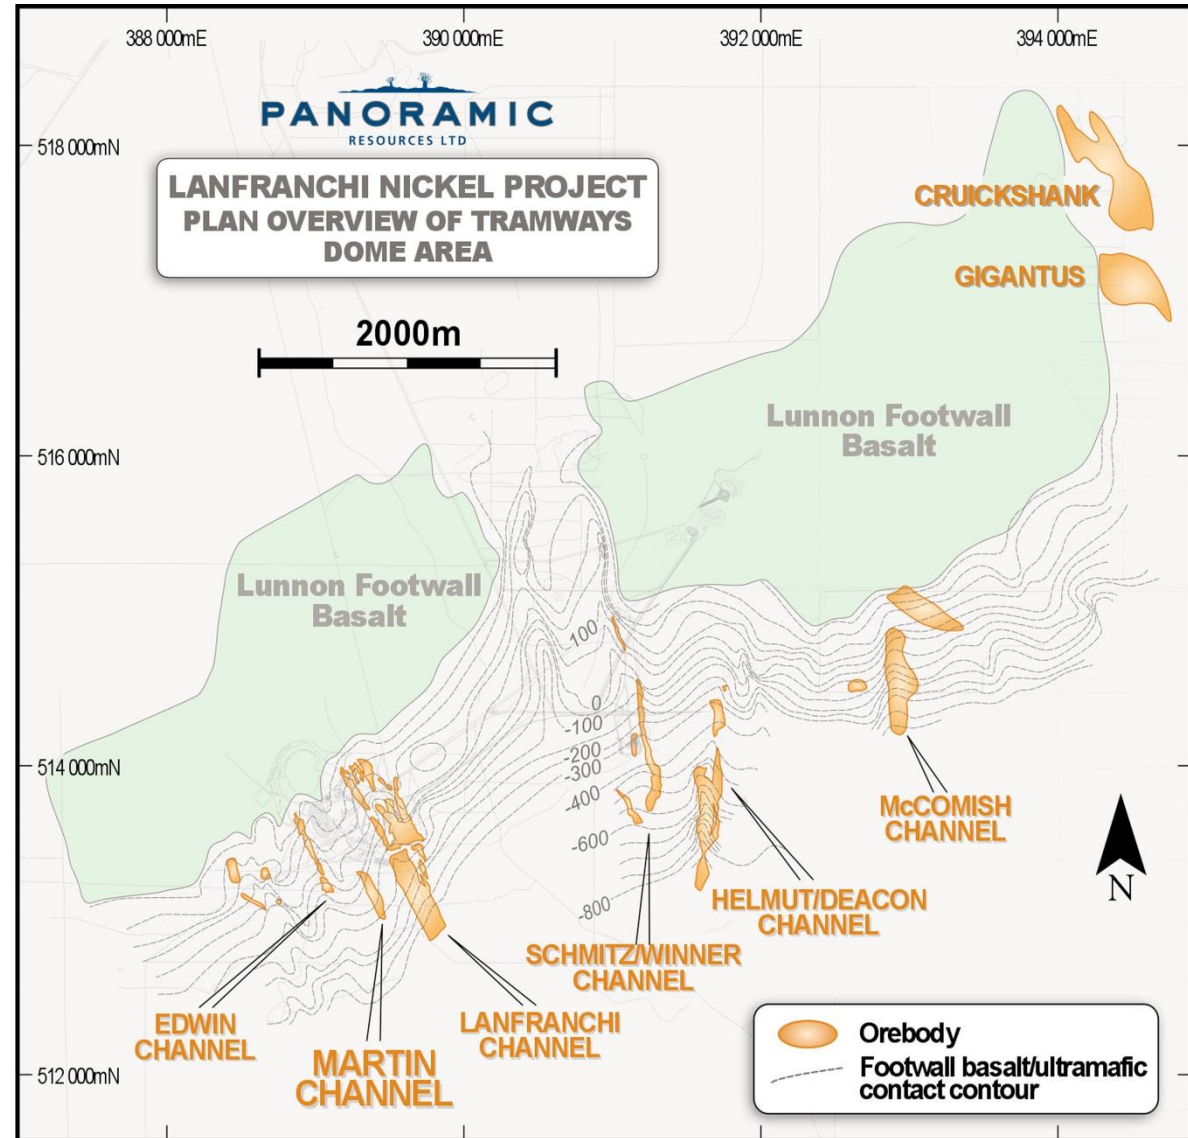 388 000mE
390 000mE
392 000mE
394 000mE
PANORAMIC
RESOURCES LTD
518 000mN
LANFRANCHI NICKEL PROJECT
PLAN OVERVIEW OF TRAMWAYS
DOME AREA
CRUICKSHANK
GIGANTUS
2000m
Lunnon Footwall
Basalt
516 000mN
Lunnon Footwall
Basalt
100
0
-100
-200
-300
-400
-600
-800
514 000mN
McCOMISH
CHANNEL
N
HELMUT/DEACON
CHANNEL
SCHMITZ/WINNER
CHANNEL
EDWIN
CHANNEL
MARTIN
CHANNEL
LANFRANCHI
CHANNEL
512 000mN
Orebody
Footwall basalt/ultramafic
contact contour